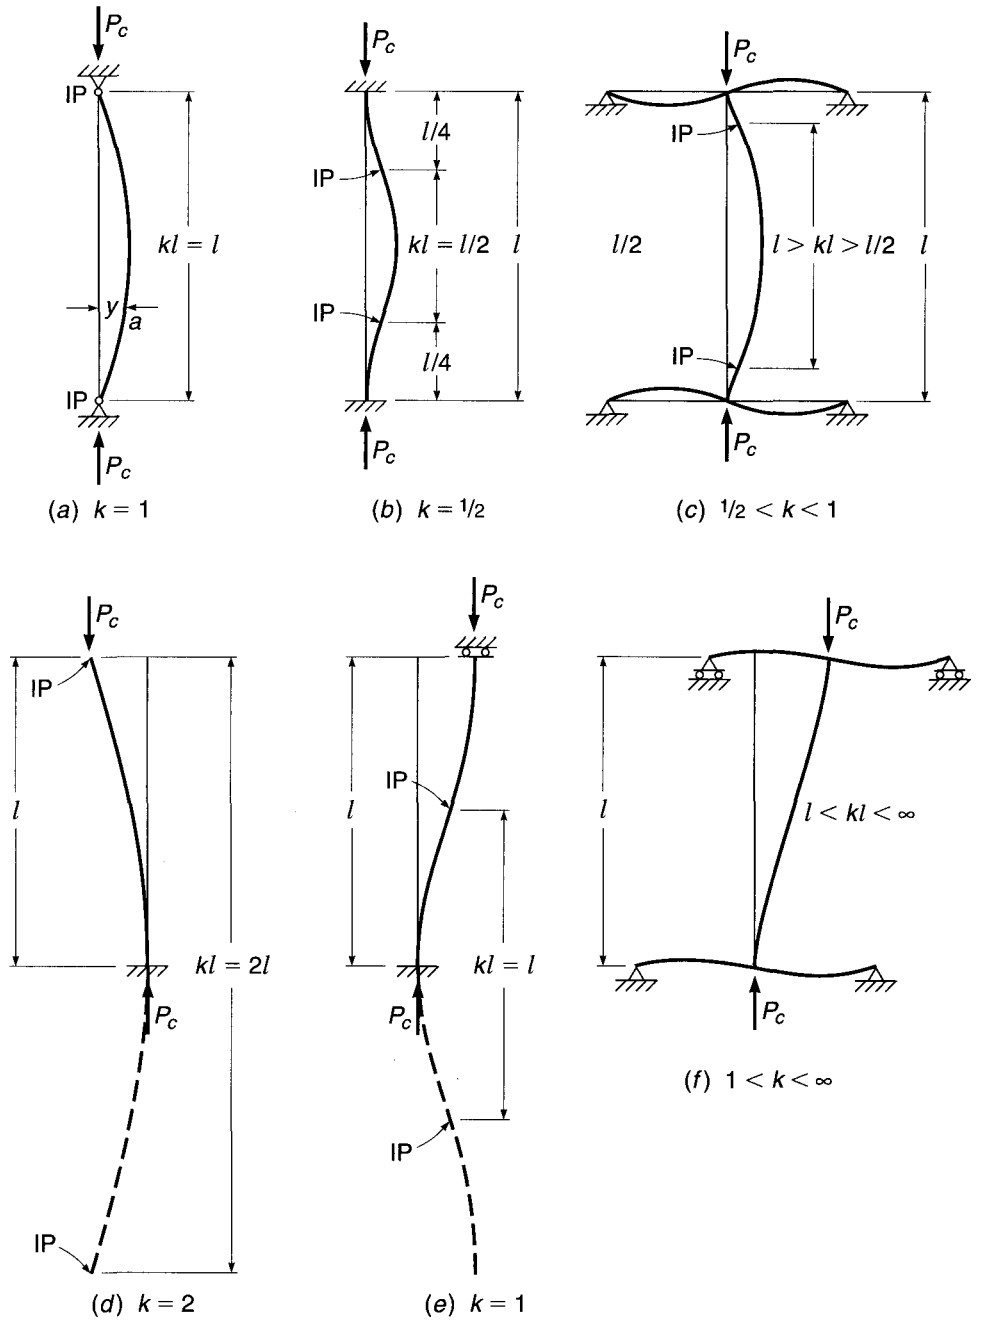 P_c
IP
kl = l
y
a
IP
P_c
(a) k = 1
P_c
l/4
IP
kl = l/2
l
IP
l/4
P_c
(b) k = 1/2
P_c
IP
l/2
l > kl > l/2
l
IP
P_c
(c) 1/2 < k < 1
P_c
IP
l
kl = 2l
P_c
IP
(d) k = 2
P_c
IP
l
kl = l
P_c
IP
(e) k = 1
P_c
l
l < kl < ∞
P_c
(f) 1 < k < ∞